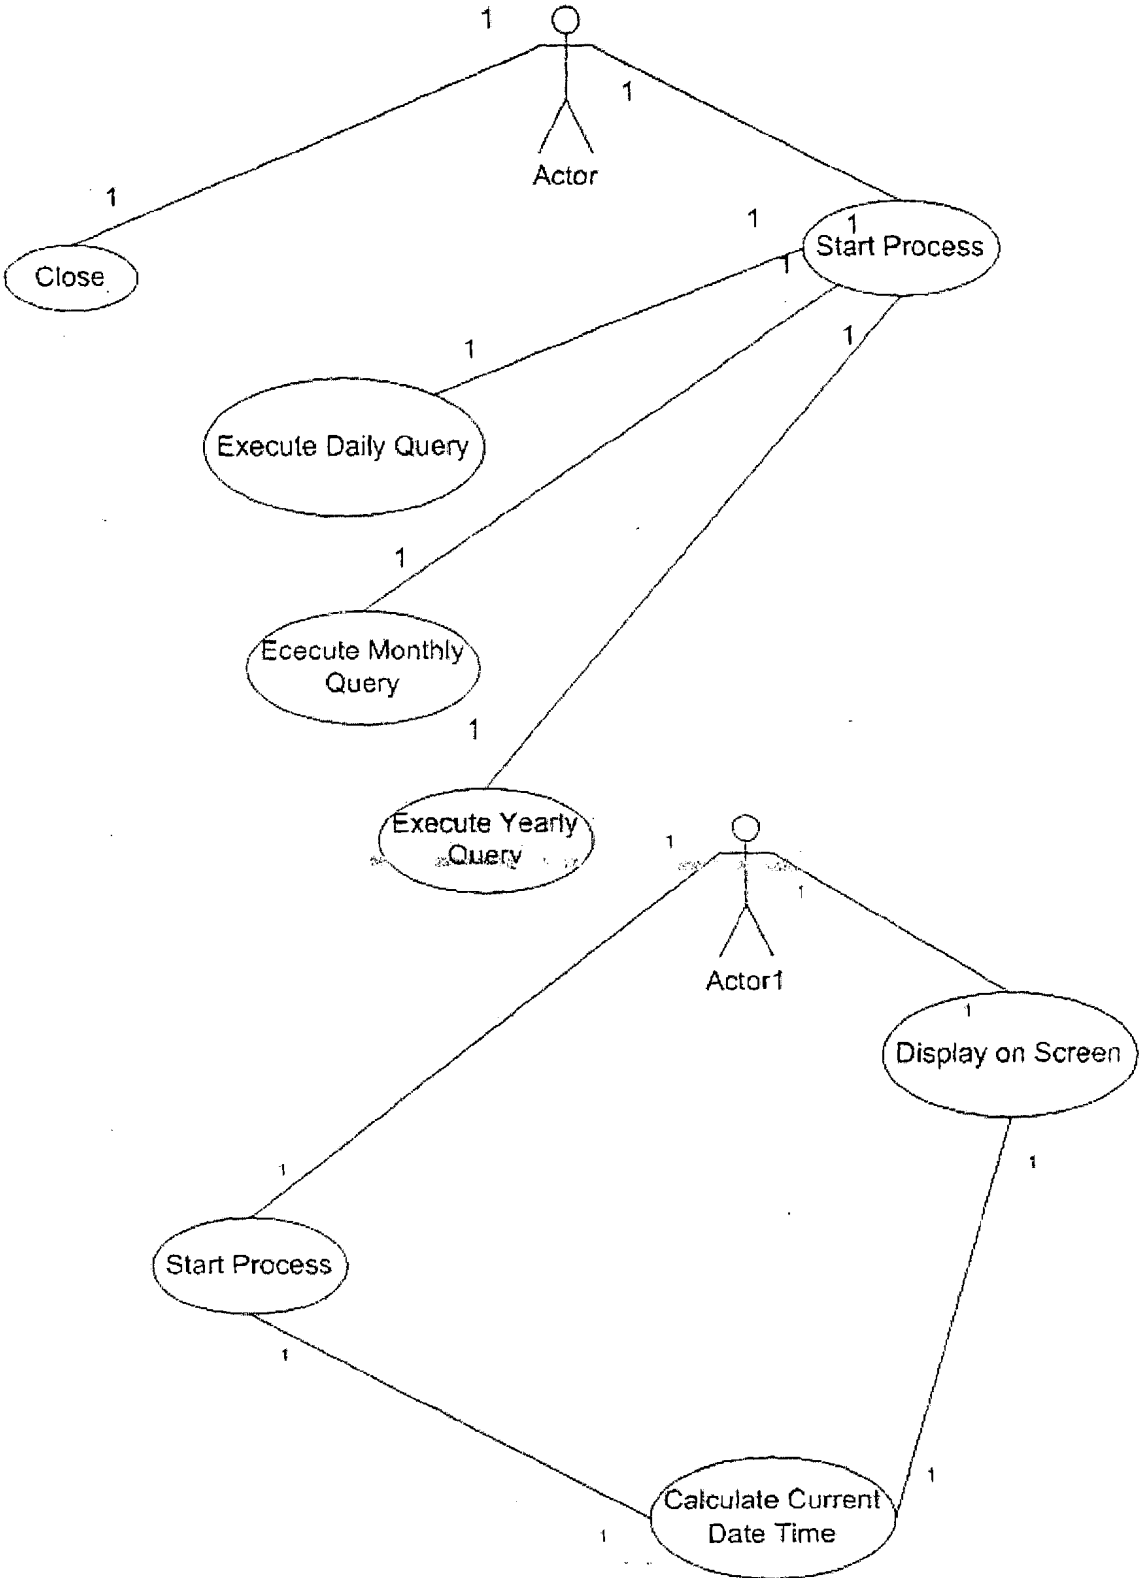 1
1
Actor
1
1
1
Start Process
Close
1
1
1
Execute Daily Query
1
Ececute Monthly
Query
1
Execute Yearly
Query
1
1
Actor1
1
Display on Screen
1
1
Start Process
1
1
Calculate Current
Date Time
1